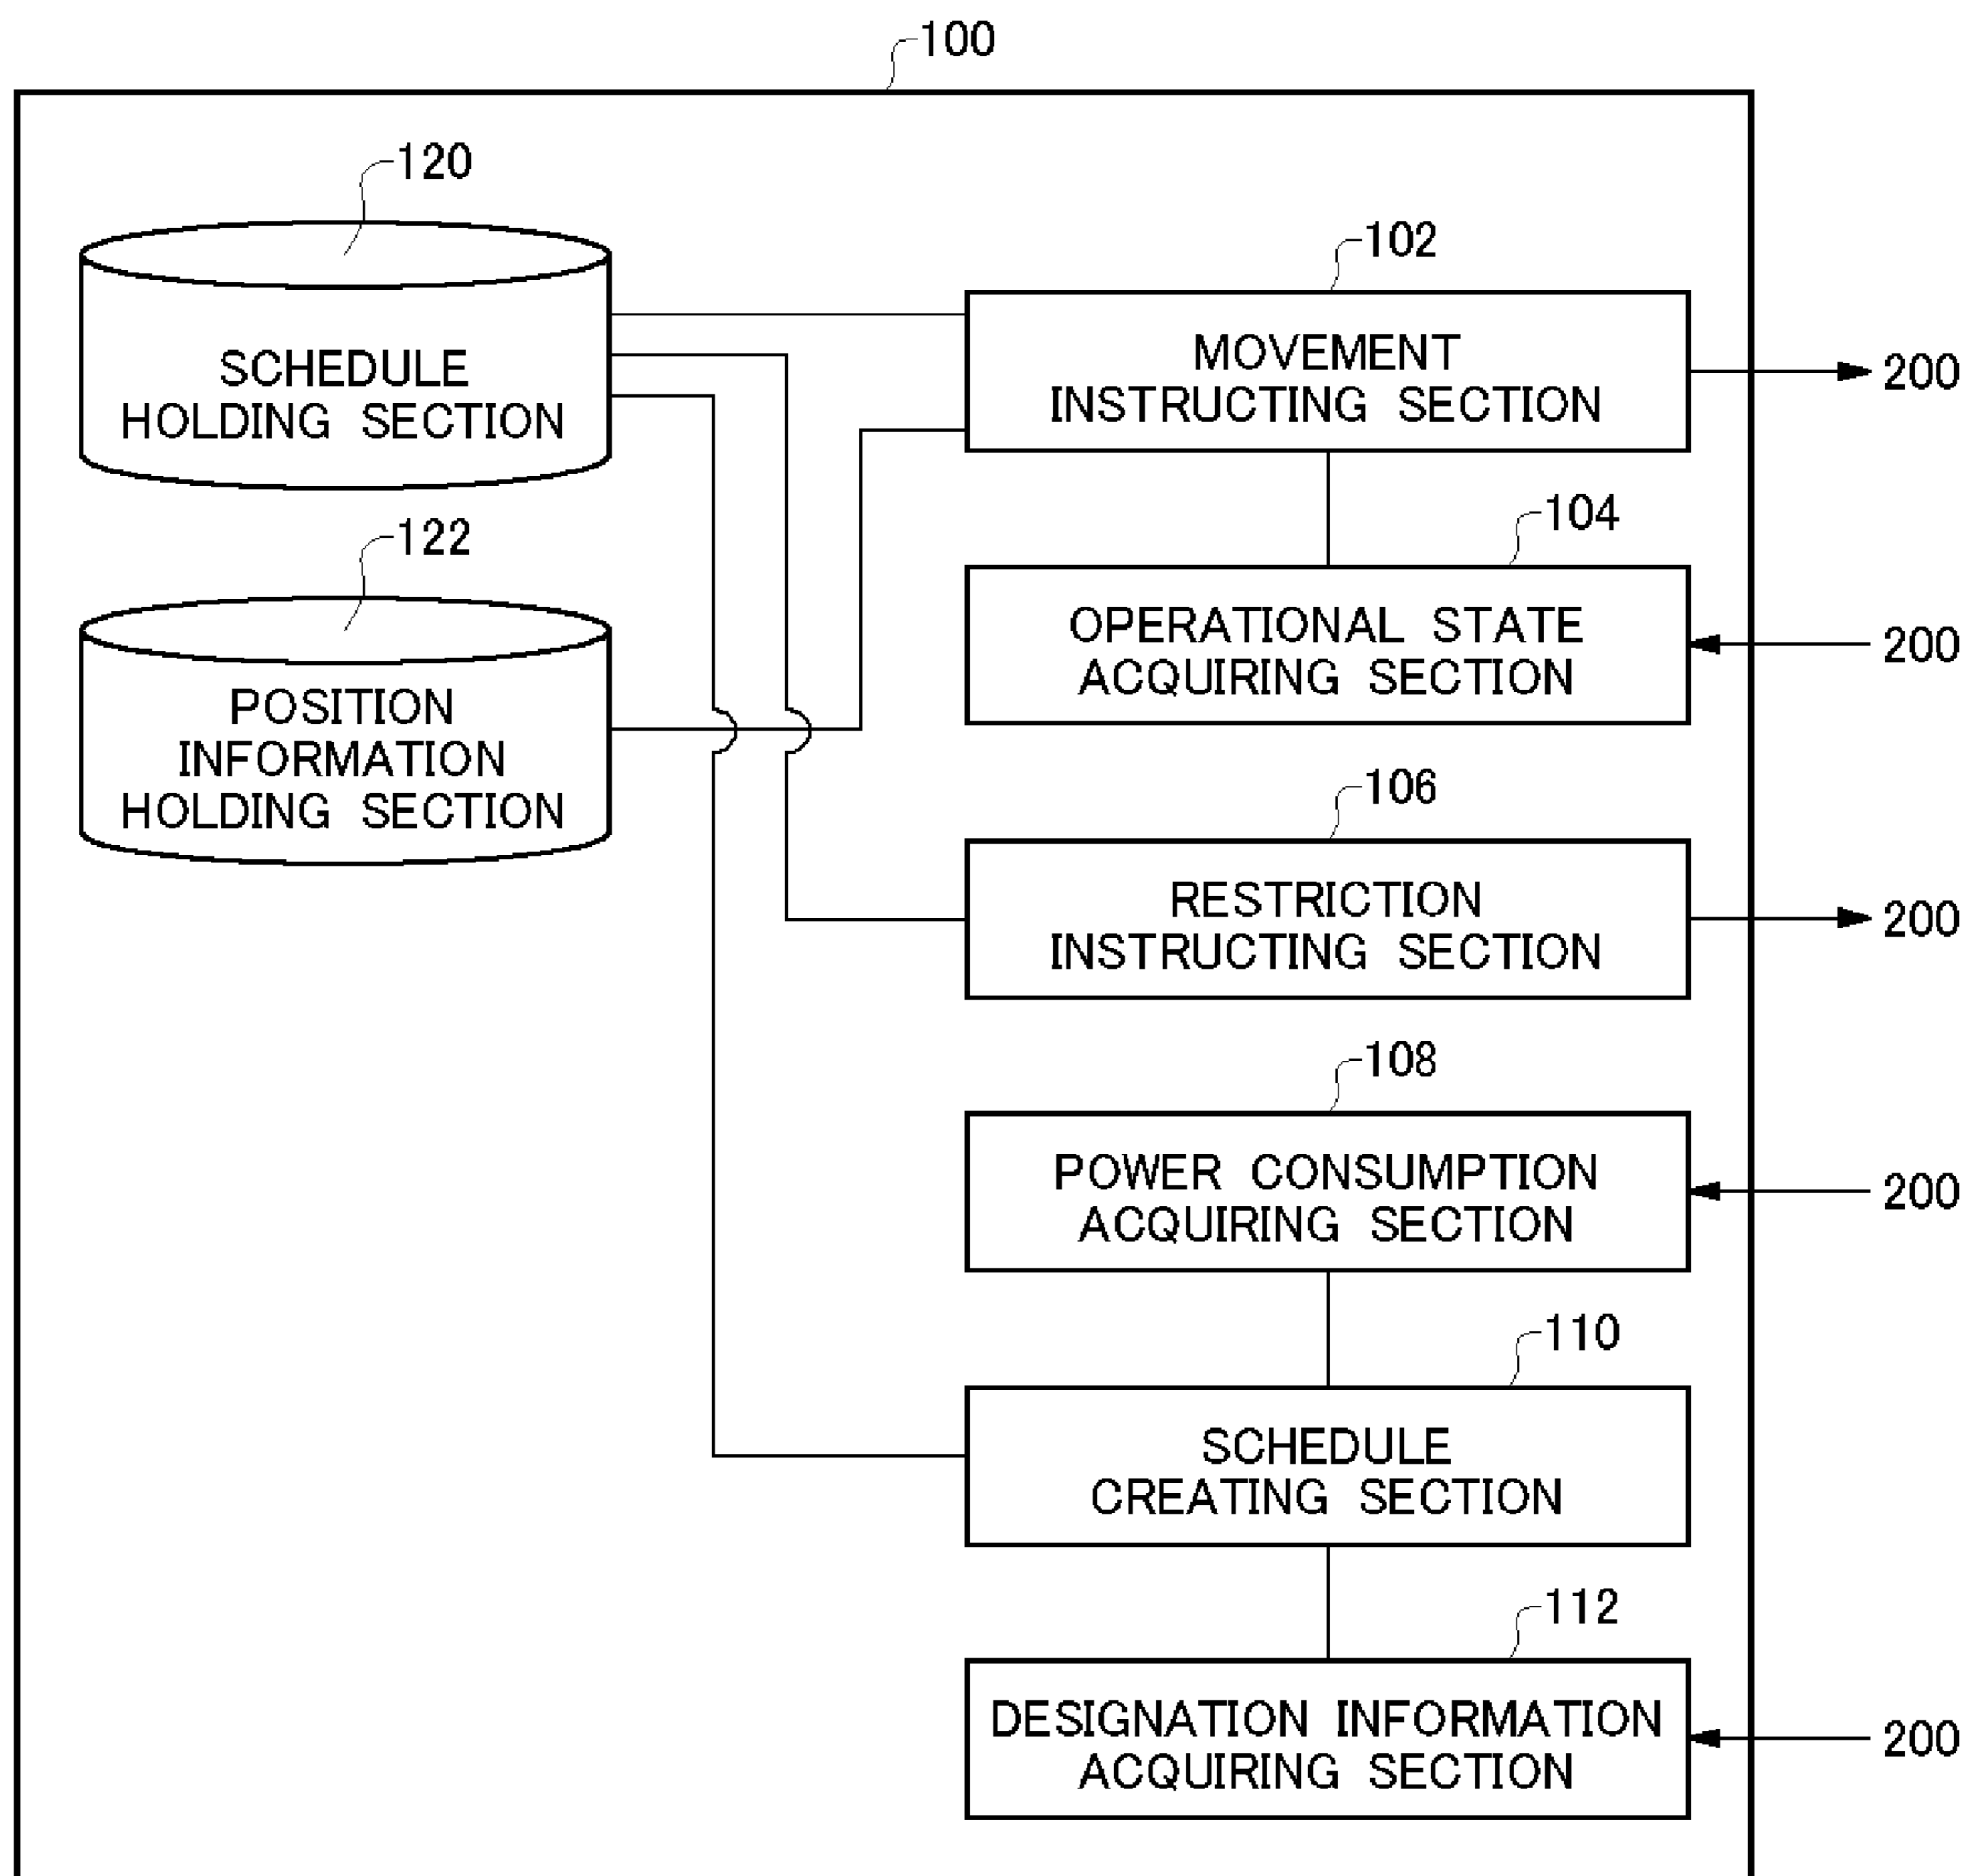 100
120
SCHEDULE
HOLDING SECTION
122
POSITION
INFORMATION
HOLDING SECTION
102
MOVEMENT
INSTRUCTING SECTION
200
104
OPERATIONAL STATE
ACQUIRING SECTION
200
106
RESTRICTION
INSTRUCTING SECTION
200
108
POWER CONSUMPTION
ACQUIRING SECTION
200
110
SCHEDULE
CREATING SECTION
112
DESIGNATION INFORMATION
ACQUIRING SECTION
200